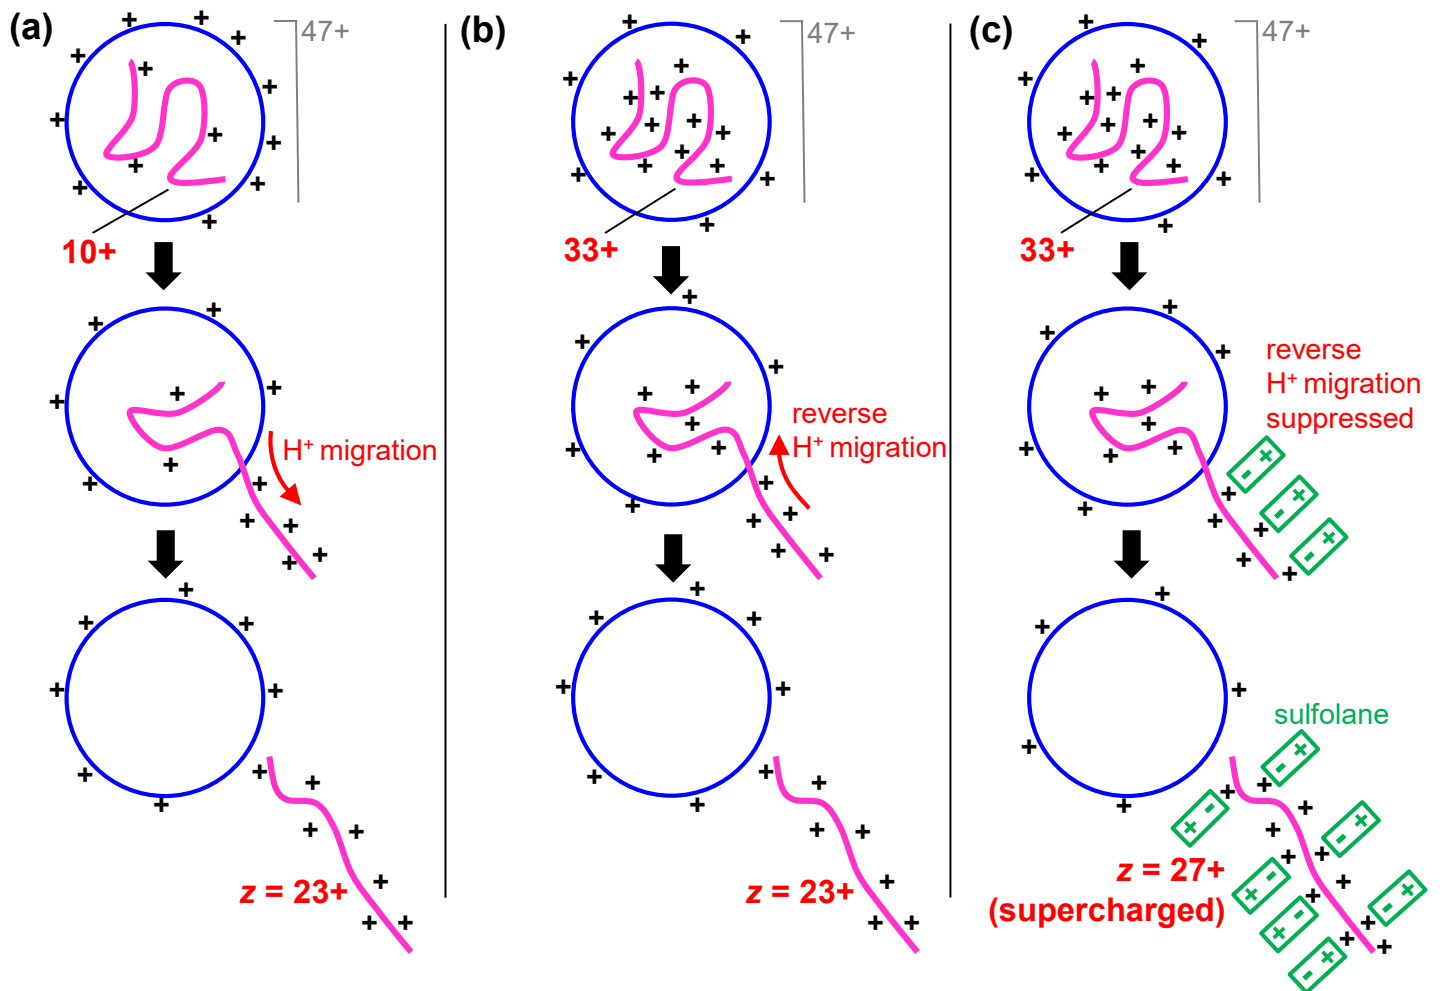 (a)
47+
10+
H+ migration
z = 23+
(b)
47+
33+
reverse
H+ migration
z = 23+
(c)
47+
33+
reverse
H+ migration
suppressed
sulfolane
z = 27+
(supercharged)